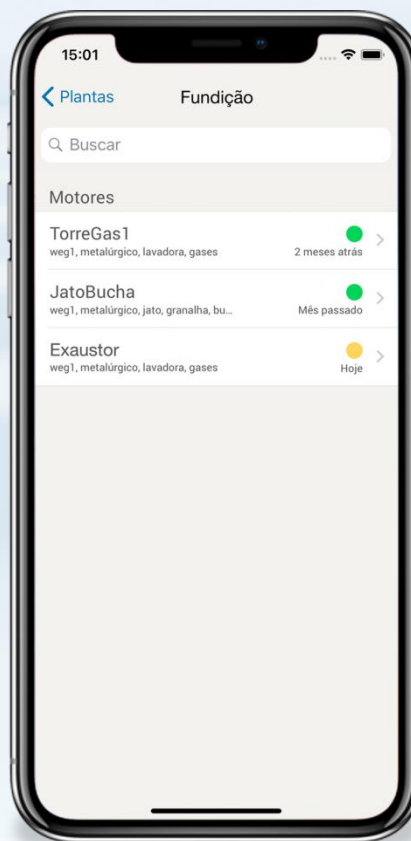 15:01
Plantas
Fundição
Buscar
Motores
TorreGas1
weg1, metalúrgico, lavadora, gases
2 meses atrás
JatoBucha
weg1, metalúrgico, jato, granalha, bu...
Mês passado
Exaustor
weg1, metalúrgico, lavadora, gases
Hoje